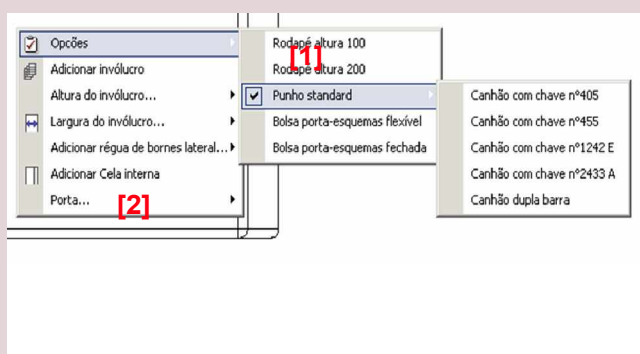 Opções
Adicionar invólucro
Altura do invólucro...
Largura do invólucro...
Adicionar régua de bornes lateral...
Adicionar Cela interna
Porta...
[2]
Rodapé altura 100
[1]
Rodapé altura 200
Punho standard
Bolsa porta-esquemas flexível
Bolsa porta-esquemas fechada
Canhão com chave nº405
Canhão com chave nº455
Canhão com chave nº1242 E
Canhão com chave nº2433 A
Canhão dupla barra